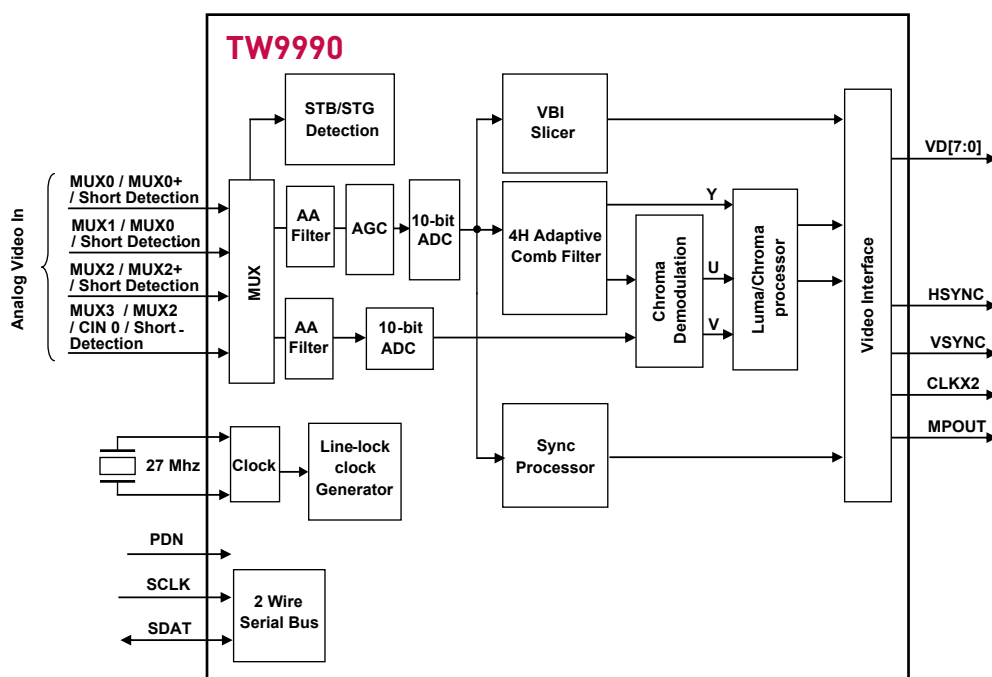 TW9990
STB/STG
Detection
VBI
Slicer
VD[7:0]
Analog Video In
MUX0 / MUX0+
/ Short Detection
MUX1 / MUX0
/ Short Detection
MUX2 / MUX2+
/ Short Detection
MUX3 / MUX2
/ CIN 0 / Short -
Detection
MUX
AA
Filter
AGC
10-bit
ADC
4H Adaptive
Comb Filter
Y
U
V
Chroma
Demodulation
Luma/Chroma
processor
Video Interface
AA
Filter
10-bit
ADC
HSYNC
VSYNC
CLKX2
MPOUT
27 Mhz
Clock
Line-lock
clock
Generator
Sync
Processor
PDN
SCLK
SDAT
2 Wire
Serial Bus